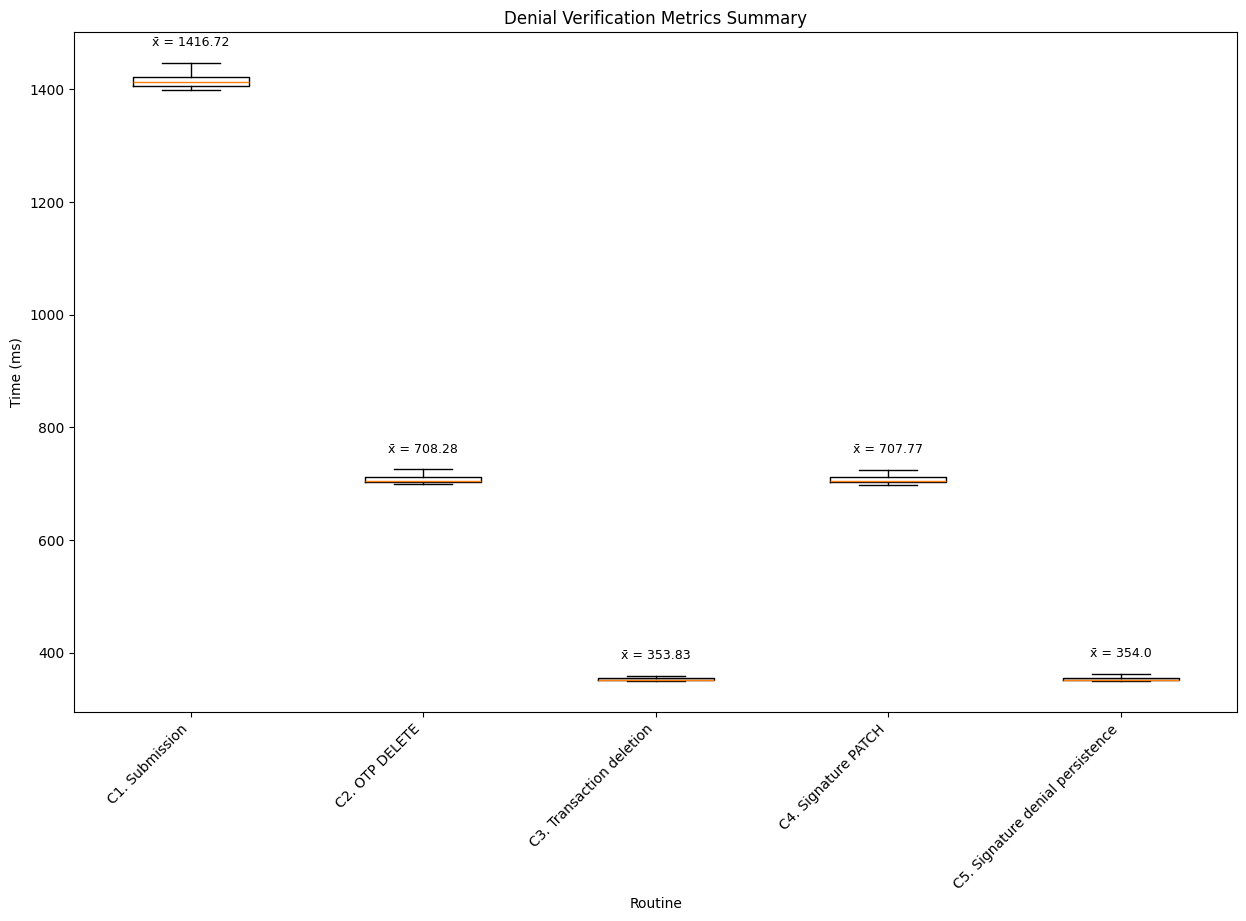 Denial Verification Metrics Summary
x̄ = 1416.72
1400
1200
1000
Time (ms)
800
x̄ = 708.28
x̄ = 707.77
600
x̄ = 353.83
x̄ = 354.0
400
C1. Submission
C2. OTP DELETE
C3. Transaction deletion
C4. Signature PATCH
C5. Signature denial persistence
Routine